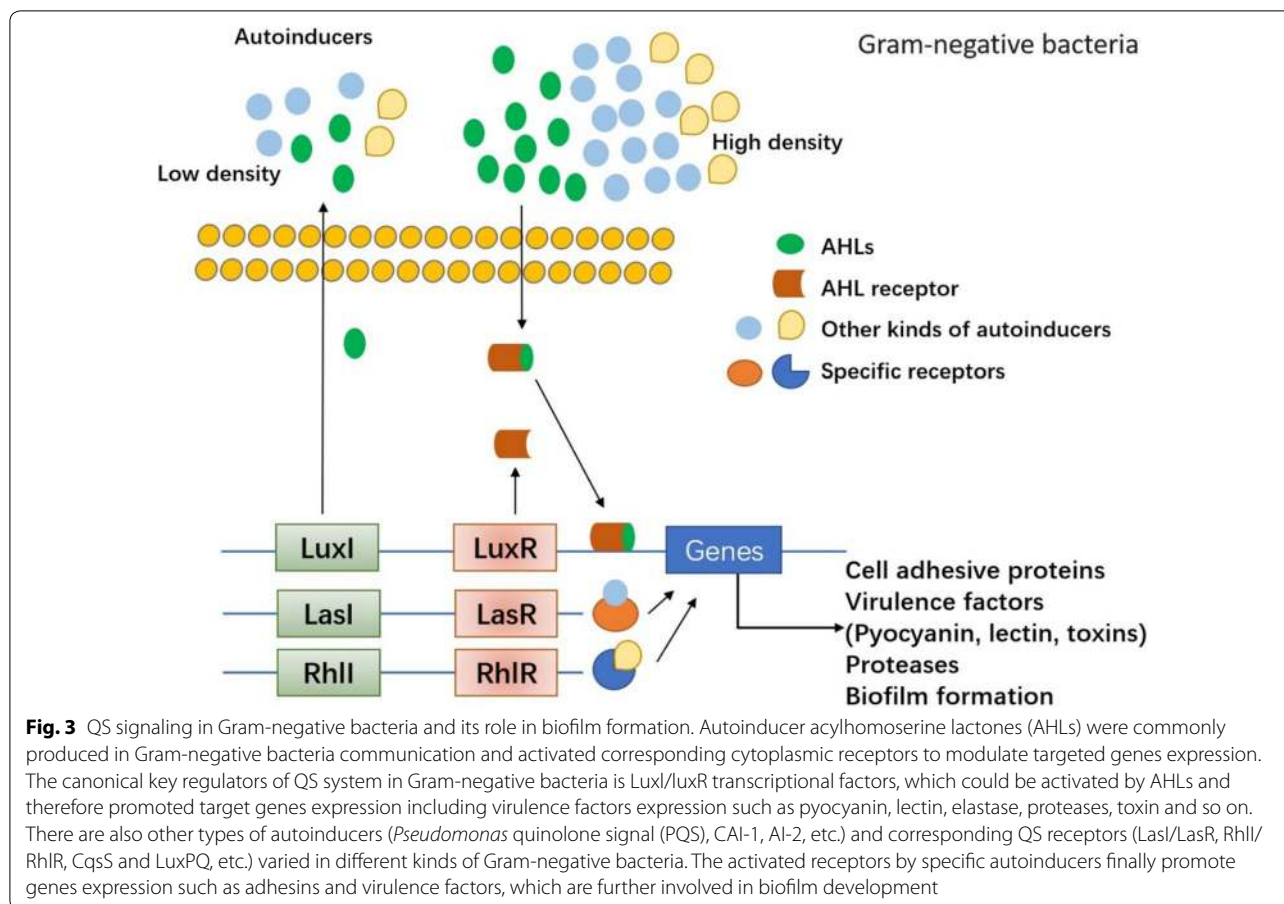 Autoinducers
Gram-negative bacteria
Low density
High density
AHLs
AHL receptor
Other kinds of autoinducers
Specific receptors
LuxI
LuxR
Genes
LasI
LasR
RhlI
RhlR
Cell adhesive proteins
Virulence factors
(Pyocyanin, lectin, toxins)
Proteases
Biofilm formation
Fig. 3 QS signaling in Gram-negative bacteria and its role in biofilm formation. Autoinducer acylhomoserine lactones (AHLs) were commonly
produced in Gram-negative bacteria communication and activated corresponding cytoplasmic receptors to modulate targeted genes expression.
The canonical key regulators of QS system in Gram-negative bacteria is LuxI/luxR transcriptional factors, which could be activated by AHLs and
therefore promoted target genes expression including virulence factors expression such as pyocyanin, lectin, elastase, proteases, toxin and so on.
There are also other types of autoinducers (Pseudomonas quinolone signal (PQS), CAI-1, AI-2, etc.) and corresponding QS receptors (LasI/LasR, RhlI/
RhlR, CqsS and LuxPQ, etc.) varied in different kinds of Gram-negative bacteria. The activated receptors by specific autoinducers finally promote
genes expression such as adhesins and virulence factors, which are further involved in biofilm development